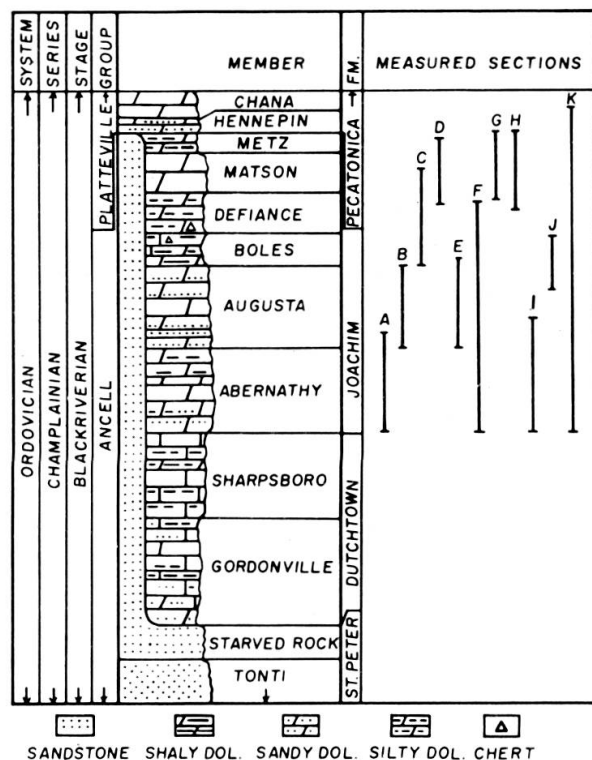 SYSTEM
SERIES
STAGE
GROUP
MEMBER
FM.
MEASURED SECTIONS
ORDOVICIAN
CHAMPLAINIAN
BLACKRIVERIAN
PLATTEVILLE
ANCELL
CHANA
HENNEPIN
METZ
MATSON
DEFIANCE
BOLES
AUGUSTA
ABERNATHY
SHARPSBORO
GORDONVILLE
STARVED ROCK
TONTI
PECATONICA
JOACHIM
DUTCHTOWN
ST. PETER
K
G H
D
C
F
J
B E
I
A
SANDSTONE SHALY DOL. SANDY DOL. SILTY DOL. CHERT